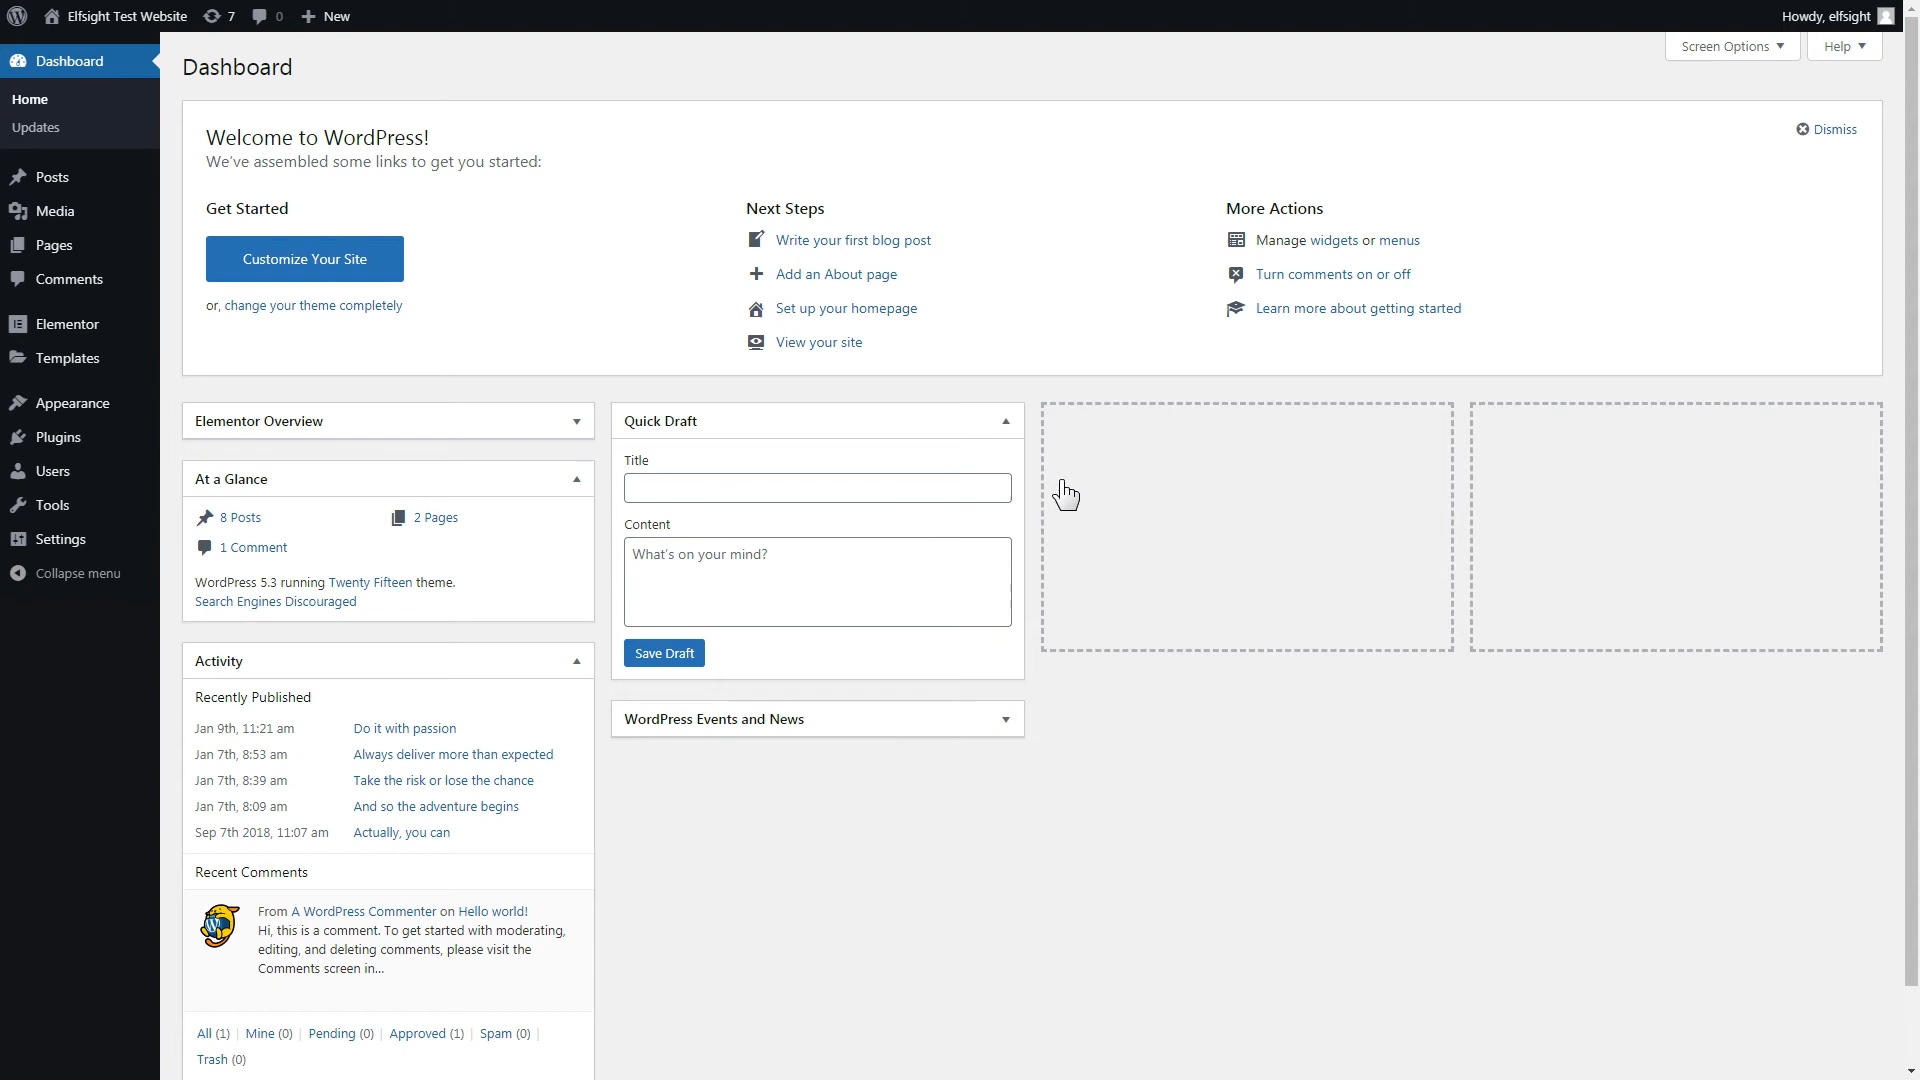 Elfsight Test Website 7 0 New Howdy, elfsight
Screen Options Help
Dashboard
Home
Updates
Posts
Media
Pages
Comments
Elementor
Templates
Appearance
Plugins
Users
Tools
Settings
Collapse menu
Dashboard
Welcome to WordPress!
Dismiss
We've assembled some links to get you started:
Get Started
Customize Your Site
or, change your theme completely
Next Steps
Write your first blog post
Add an About page
Set up your homepage
View your site
More Actions
Manage widgets or menus
Turn comments on or off
Learn more about getting started
Elementor Overview
At a Glance
8 Posts 2 Pages
1 Comment
WordPress 5.3 running Twenty Fifteen theme.
Search Engines Discouraged
Activity
Recently Published
Jan 9th, 11:21 am Do it with passion
Jan 7th, 8:53 am Always deliver more than expected
Jan 7th, 8:39 am Take the risk or lose the chance
Jan 7th, 8:09 am And so the adventure begins
Sep 7th 2018, 11:07 am Actually, you can
Recent Comments
From A WordPress Commenter on Hello world!
Hi, this is a comment. To get started with moderating,
editing, and deleting comments, please visit the
Comments screen in...
All (1) | Mine (0) | Pending (0) | Approved (1) | Spam (0) |
Trash (0)
Quick Draft
Title
Content
What's on your mind?
Save Draft
WordPress Events and News